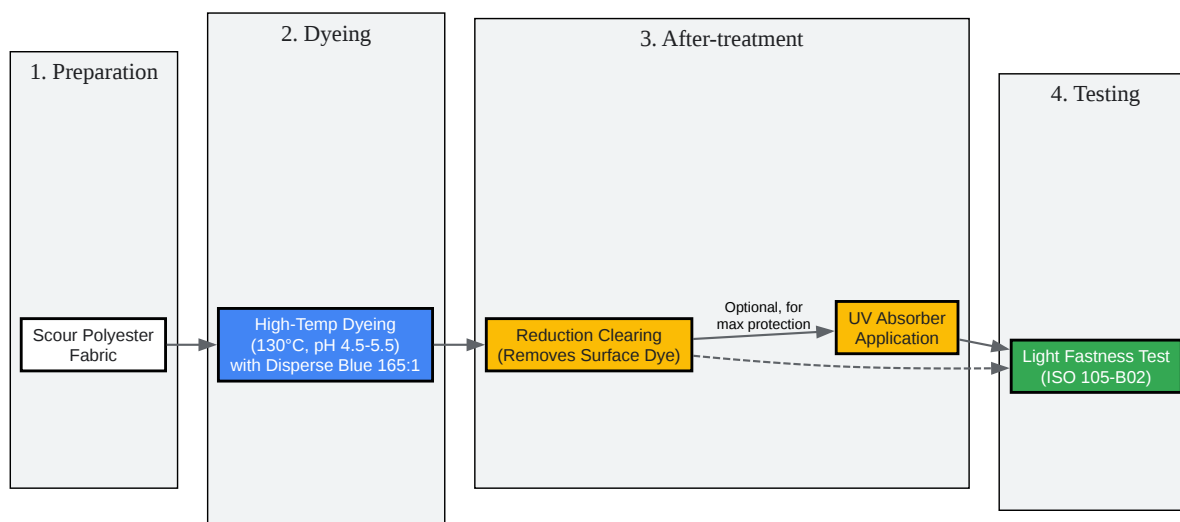 1. Preparation
Scour Polyester
Fabric
2. Dyeing
High-Temp Dyeing
(130°C, pH 4.5-5.5)
with Disperse Blue 165:1
3. After-treatment
Reduction Clearing
(Removes Surface Dye)
Optional, for
max protection
UV Absorber
Application
4. Testing
Light Fastness Test
(ISO 105-B02)